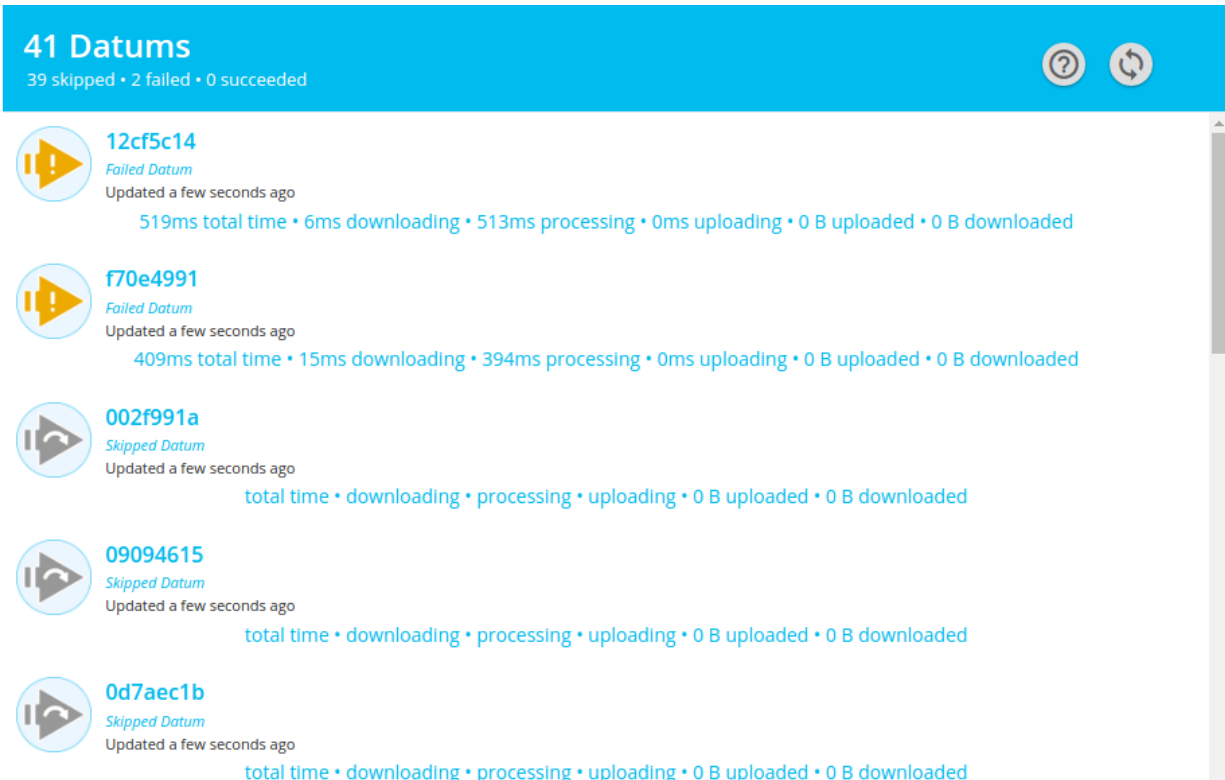 41 Datums
39 skipped • 2 failed • 0 succeeded
12cf5c14
Failed Datum
Updated a few seconds ago
519ms total time • 6ms downloading • 513ms processing • 0ms uploading • 0 B uploaded • 0 B downloaded
f70e4991
Failed Datum
Updated a few seconds ago
409ms total time • 15ms downloading • 394ms processing • 0ms uploading • 0 B uploaded • 0 B downloaded
002f991a
Skipped Datum
Updated a few seconds ago
total time • downloading • processing • uploading • 0 B uploaded • 0 B downloaded
09094615
Skipped Datum
Updated a few seconds ago
total time • downloading • processing • uploading • 0 B uploaded • 0 B downloaded
0d7aec1b
Skipped Datum
Updated a few seconds ago
total time • downloading • processing • uploading • 0 B uploaded • 0 B downloaded